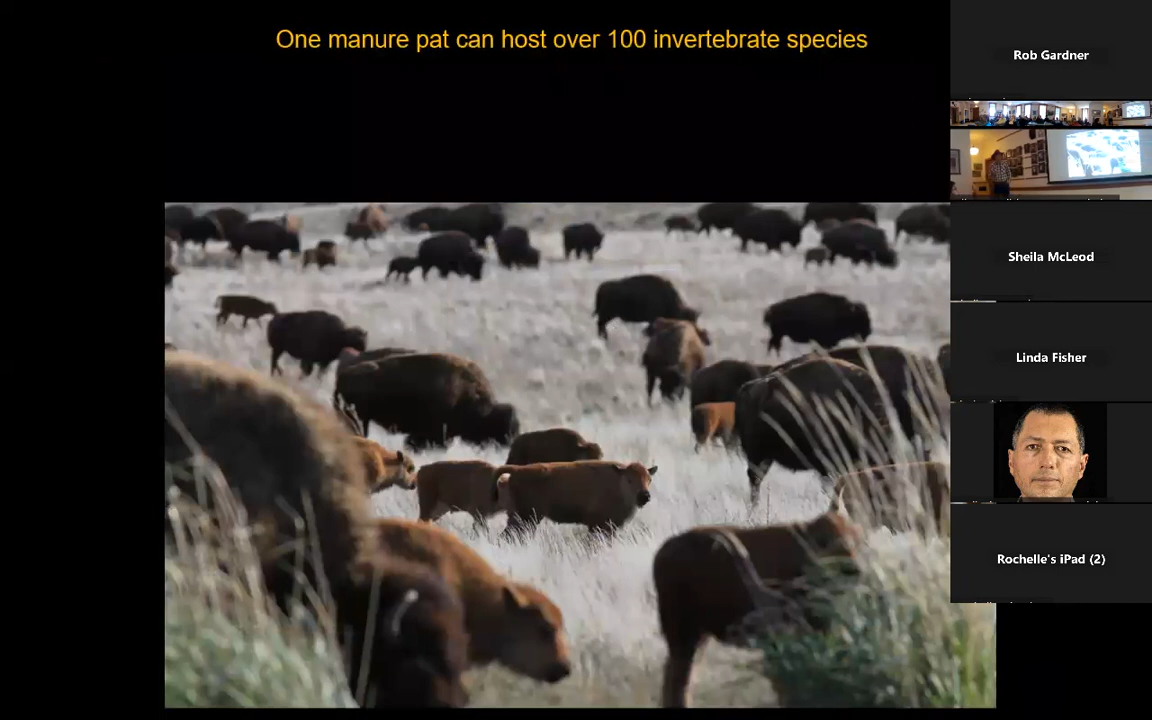 One manure pat can host over 100 invertebrate species
Rob Gardner
Sheila McLeod
Linda Fisher
Rochelle's iPad (2)